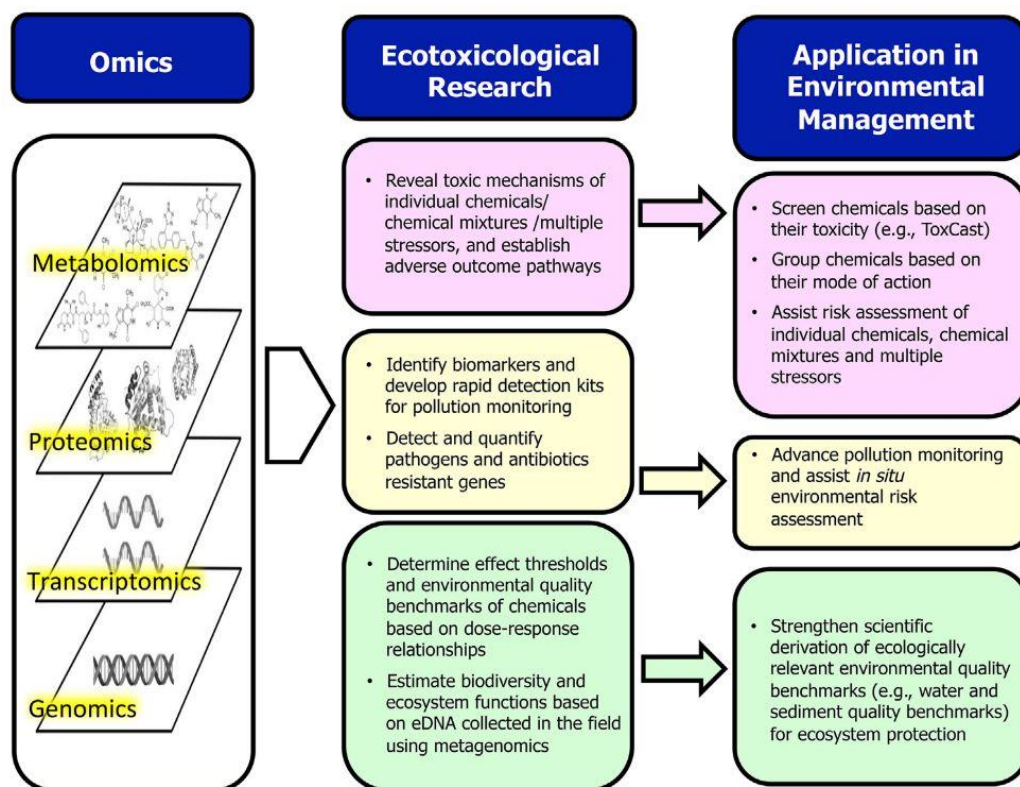 Omics
Metabolomics
Proteomics
Transcriptomics
Genomics
Ecotoxicological
Research
• Reveal toxic mechanisms of
individual chemicals/
chemical mixtures /multiple
stressors, and establish
adverse outcome pathways
• Identify biomarkers and
develop rapid detection kits
for pollution monitoring
• Detect and quantify
pathogens and antibiotics
resistant genes
• Determine effect thresholds
and environmental quality
benchmarks of chemicals
based on dose-response
relationships
• Estimate biodiversity and
ecosystem functions based
on eDNA collected in the field
using metagenomics
Application in
Environmental
Management
• Screen chemicals based on
their toxicity (e.g., ToxCast)
• Group chemicals based on
their mode of action
• Assist risk assessment of
individual chemicals, chemical
mixtures and multiple
stressors
• Advance pollution monitoring
and assist in situ
environmental risk
assessment
• Strengthen scientific
derivation of ecologically
relevant environmental quality
benchmarks (e.g., water and
sediment quality benchmarks)
for ecosystem protection